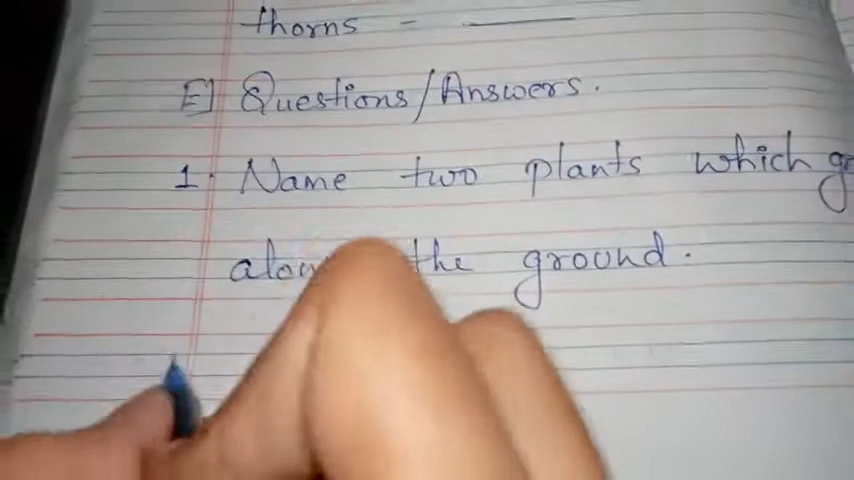 thorns -
E] Questions/Answers.
1. Name two plants which
the ground.